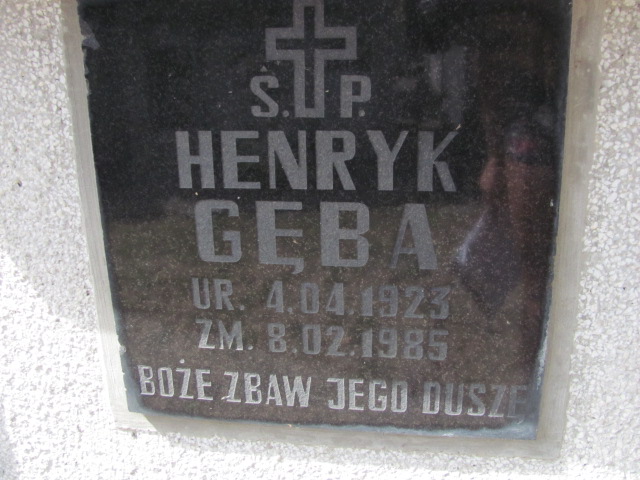 Ś. P.
HENRYK
GĘBA
UR. 4.04.1923
ZM. 8.02.1985
BOŻE ZBAW JEGO DUSZE